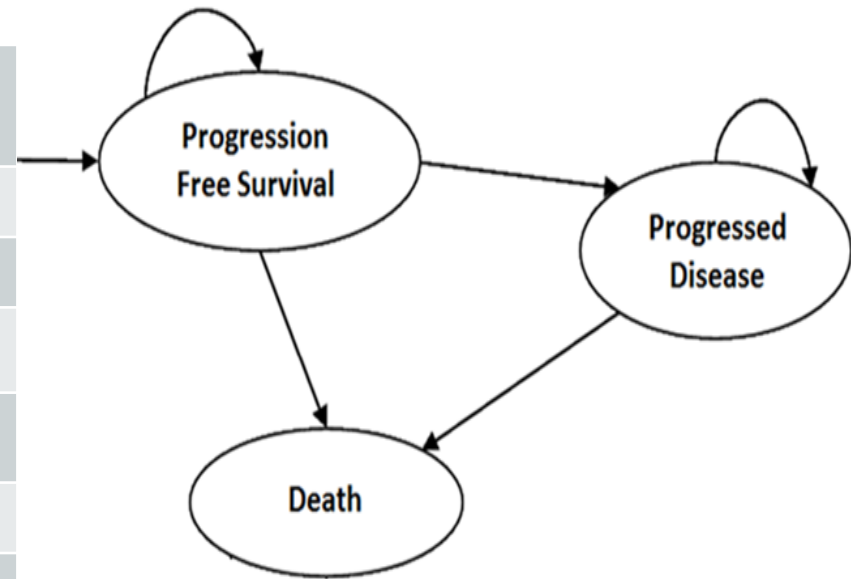 Progression
Free Survival
Progressed
Disease
Death